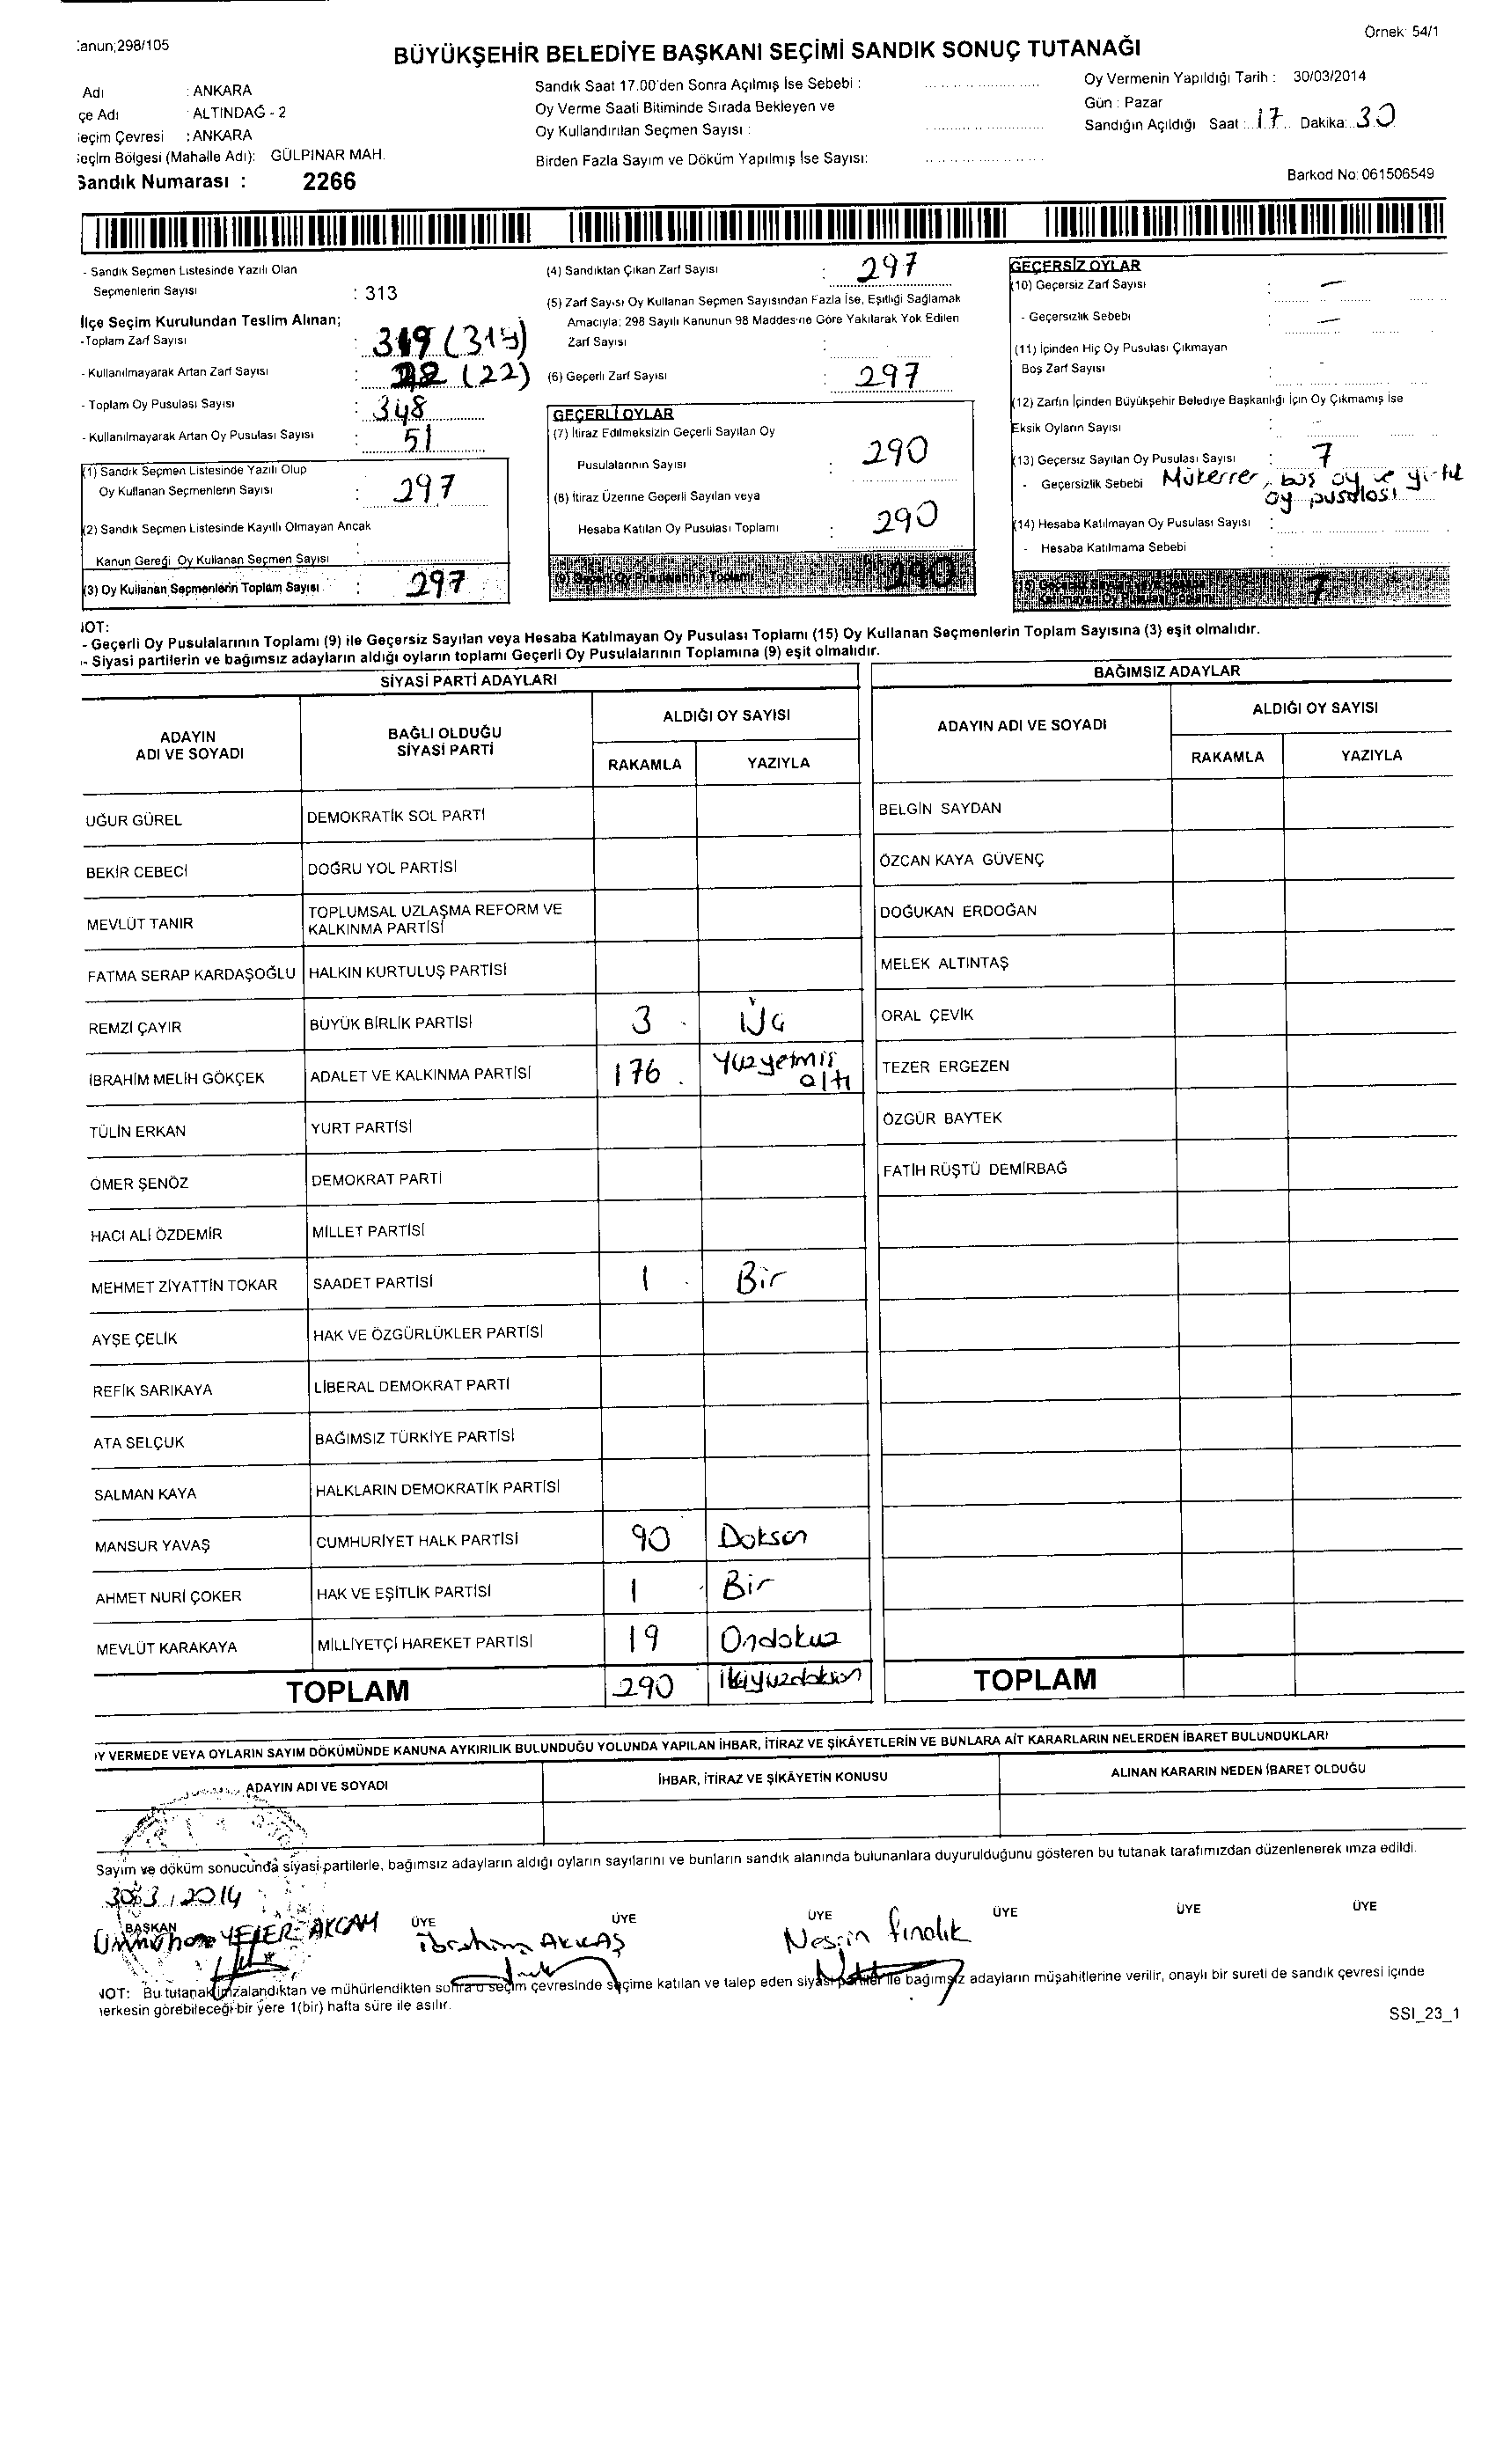 :anun;298/105
Örnek: 54/1
BÜYÜKŞEHİR BELEDİYE BAŞKANI SEÇİMİ SANDIK SONUÇ TUTANAĞI
Adı : ANKARA
çe Adı : ALTINDAĞ - 2
eçim Çevresi : ANKARA
eçim Bölgesi (Mahalle Adı): GÜLPINAR MAH.
Sandık Numarası : 2266
Sandık Saat 17.00'den Sonra Açılmış İse Sebebi :
Oy Verme Saati Bitiminde Sırada Bekleyen ve
Oy Kullandırılan Seçmen Sayısı :
Birden Fazla Sayım ve Döküm Yapılmış İse Sayısı:
Oy Vermenin Yapıldığı Tarih : 30/03/2014
Gün : Pazar
Sandığın Açıldığı Saat : 17 Dakika: 30
Barkod No: 061506549
- Sandık Seçmen Listesinde Yazılı Olan
Seçmenlerin Sayısı : 313
İlçe Seçim Kurulundan Teslim Alınan;
- Toplam Zarf Sayısı : 319 (319)
- Kullanılmayarak Artan Zarf Sayısı : (22)
- Toplam Oy Pusulası Sayısı : 348
- Kullanılmayarak Artan Oy Pusulası Sayısı : 51
(1) Sandık Seçmen Listesinde Yazılı Olup
Oy Kullanan Seçmenlerin Sayısı : 297
(2) Sandık Seçmen Listesinde Kayıtlı Olmayan Ancak
Kanun Gereği Oy Kullanan Seçmen Sayısı :
(3) Oy Kullanan Seçmenlerin Toplam Sayısı : 297
(4) Sandıktan Çıkan Zarf Sayısı : 297
(5) Zarf Sayısı Oy Kullanan Seçmen Sayısından Fazla İse, Eşitliği Sağlamak
Amacıyla; 298 Sayılı Kanunun 98 Maddesine Göre Yakılarak Yok Edilen
Zarf Sayısı :
(6) Geçerli Zarf Sayısı : 297
GEÇERLİ OYLAR
(7) İtiraz Edilmeksizin Geçerli Sayılan Oy
Pusulalarının Sayısı : 290
(8) İtiraz Üzerine Geçerli Sayılan veya
Hesaba Katılan Oy Pusulası Toplamı : 290
(9) Geçerli Oy Pusulalarının Toplamı 290
GEÇERSİZ OYLAR
(10) Geçersiz Zarf Sayısı : —
- Geçersizlik Sebebi : —
(11) İçinden Hiç Oy Pusulası Çıkmayan
Boş Zarf Sayısı : -
(12) Zarfın İçinden Büyükşehir Belediye Başkanlığı İçin Oy Çıkmamış İse
Eksik Oyların Sayısı : -
(13) Geçersiz Sayılan Oy Pusulası Sayısı : 7
- Geçersizlik Sebebi Mükerrer, boş oy ve yırtık
oy pusulası
(14) Hesaba Katılmayan Oy Pusulası Sayısı :
- Hesaba Katılmama Sebebi :
(15) Geçersiz Sayılan veya Hesaba
Katılmayan Oy Pusulası Toplamı 7
NOT:
- Geçerli Oy Pusulalarının Toplamı (9) ile Geçersiz Sayılan veya Hesaba Katılmayan Oy Pusulası Toplamı (15) Oy Kullanan Seçmenlerin Toplam Sayısına (3) eşit olmalıdır.
- Siyasi partilerin ve bağımsız adayların aldığı oyların toplamı Geçerli Oy Pusulalarının Toplamına (9) eşit olmalıdır.
SİYASİ PARTİ ADAYLARI
ADAYIN ADI VE SOYADI
BAĞLI OLDUĞU SİYASİ PARTİ
ALDIĞI OY SAYISI
RAKAMLA YAZIYLA
UĞUR GÜREL DEMOKRATİK SOL PARTİ
BEKİR CEBECİ DOĞRU YOL PARTİSİ
MEVLÜT TANIR TOPLUMSAL UZLAŞMA REFORM VE KALKINMA PARTİSİ
FATMA SERAP KARDAŞOĞLU HALKIN KURTULUŞ PARTİSİ
REMZİ ÇAYIR BÜYÜK BİRLİK PARTİSİ 3 Üç
İBRAHİM MELİH GÖKÇEK ADALET VE KALKINMA PARTİSİ 176 Yüzyetmiş altı
TÜLİN ERKAN YURT PARTİSİ
ÖMER ŞENÖZ DEMOKRAT PARTİ
HACI ALİ ÖZDEMİR MİLLET PARTİSİ
MEHMET ZİYATTİN TOKAR SAADET PARTİSİ 1 Bir
AYŞE ÇELİK HAK VE ÖZGÜRLÜKLER PARTİSİ
REFİK SARIKAYA LİBERAL DEMOKRAT PARTİ
ATA SELÇUK BAĞIMSIZ TÜRKİYE PARTİSİ
SALMAN KAYA HALKLARIN DEMOKRATİK PARTİSİ
MANSUR YAVAŞ CUMHURİYET HALK PARTİSİ 90 Doksan
AHMET NURİ ÇOKER HAK VE EŞİTLİK PARTİSİ 1 Bir
MEVLÜT KARAKAYA MİLLİYETÇİ HAREKET PARTİSİ 19 Ondokuz
TOPLAM 290 ikiyüzdoksan
BAĞIMSIZ ADAYLAR
ADAYIN ADI VE SOYADI
ALDIĞI OY SAYISI
RAKAMLA YAZIYLA
BELGİN SAYDAN
ÖZCAN KAYA GÜVENÇ
DOĞUKAN ERDOĞAN
MELEK ALTINTAŞ
ORAL ÇEVİK
TEZER ERGEZEN
ÖZGÜR BAYTEK
FATİH RÜŞTÜ DEMİRBAĞ
TOPLAM
Y VERMEDE VEYA OYLARIN SAYIM DÖKÜMÜNDE KANUNA AYKIRILIK BULUNDUĞU YOLUNDA YAPILAN İHBAR, İTİRAZ VE ŞİKÂYETLERİN VE BUNLARA AİT KARARLARIN NELERDEN İBARET BULUNDUKLARI
ADAYIN ADI VE SOYADI
İHBAR, İTİRAZ VE ŞİKÂYETİN KONUSU
ALINAN KARARIN NEDEN İBARET OLDUĞU
Sayım ve döküm sonucunda siyasi partilerle, bağımsız adayların aldığı oyların sayılarını ve bunların sandık alanında bulunanlara duyurulduğunu gösteren bu tutanak tarafımızdan düzenlenerek imza edildi.
30.3.2014
BAŞKAN ÜYE ÜYE ÜYE ÜYE ÜYE ÜYE
Ümmühan YETER AKÇAM İbrahim AKKAŞ Nesrin Fınalık
NOT: Bu tutanak imzalandıktan ve mühürlendikten sonra o seçim çevresinde seçime katılan ve talep eden siyasi partiler ile bağımsız adayların müşahitlerine verilir, onaylı bir sureti de sandık çevresi içinde
herkesin görebileceği bir yere 1(bir) hafta süre ile asılır.
SSI_23_1